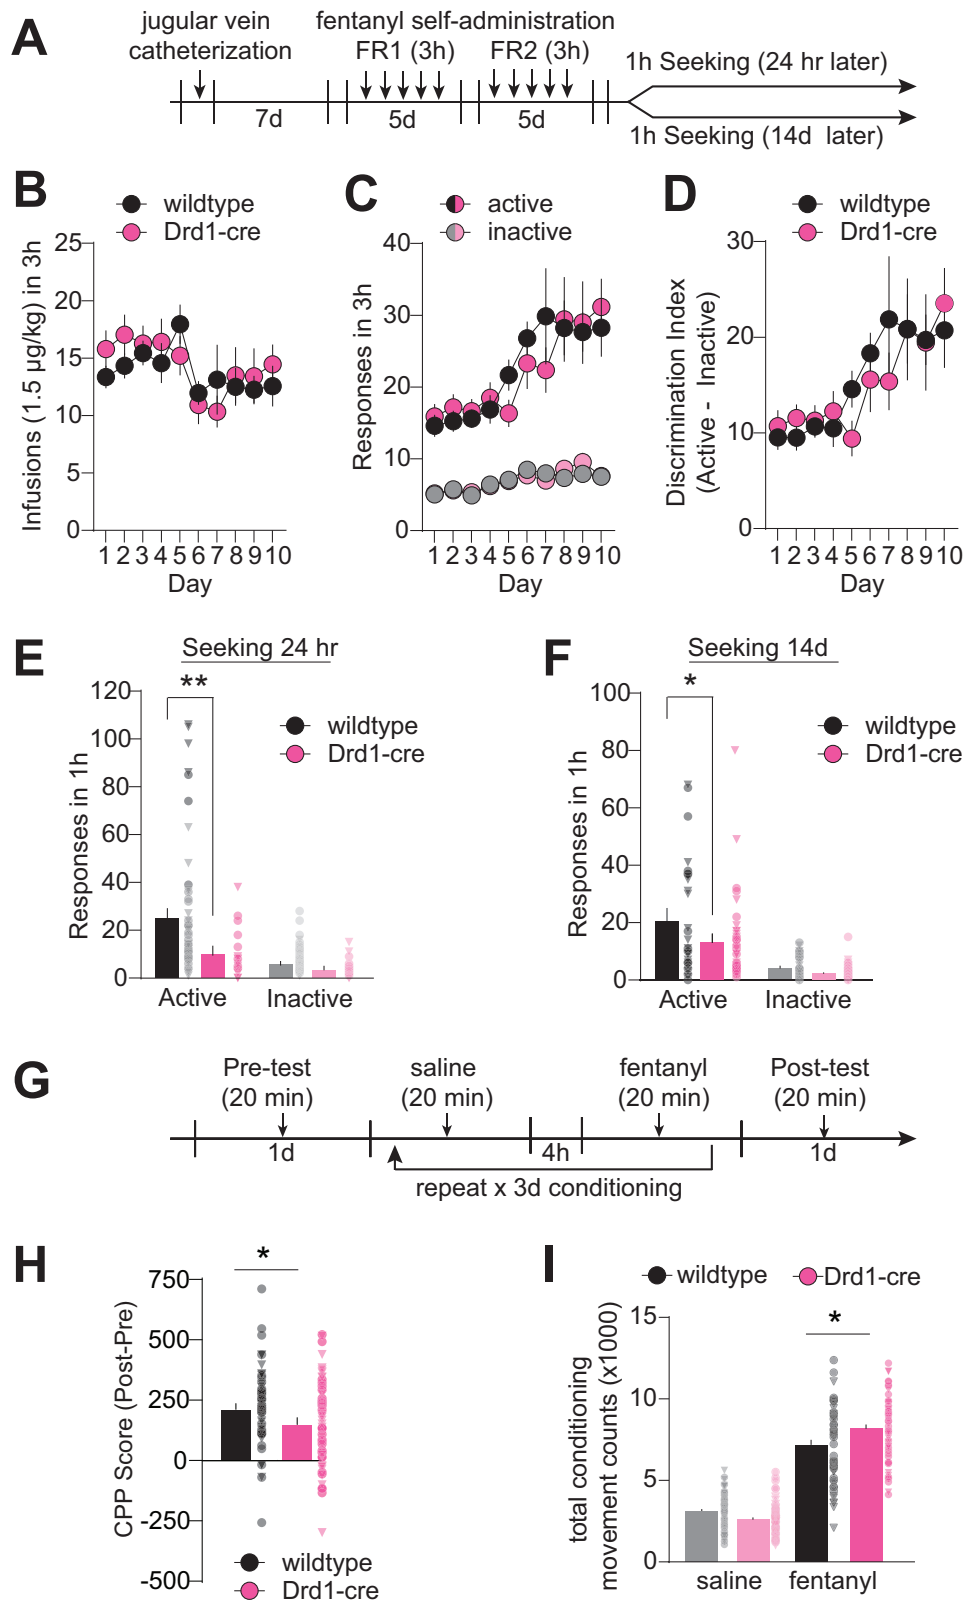 A
jugular vein
catheterization
fentanyl self-administration
FR1 (3h)
FR2 (3h)
7d
5d
5d
1h Seeking (24 hr later)
1h Seeking (14d later)
B
wildtype
Drd1-cre
Infusions (1.5 µg/kg) in 3h
25
20
15
10
5
0
1 2 3 4 5 6 7 8 9 10
Day
C
active
inactive
Responses in 3h
40
30
20
10
0
1 2 3 4 5 6 7 8 9 10
Day
D
wildtype
Drd1-cre
Discrimination Index
(Active - Inactive)
30
20
10
0
1 2 3 4 5 6 7 8 9 10
Day
E
Seeking 24 hr
**
wildtype
Drd1-cre
Responses in 1h
120
100
80
60
40
20
0
Active
Inactive
F
Seeking 14d
*
wildtype
Drd1-cre
Responses in 1h
100
80
60
40
20
0
Active
Inactive
G
Pre-test
(20 min)
saline
(20 min)
fentanyl
(20 min)
Post-test
(20 min)
1d
4h
1d
repeat x 3d conditioning
H
*
CPP Score (Post-Pre)
750
500
250
0
-250
-500
wildtype
Drd1-cre
I
wildtype
Drd1-cre
*
total conditioning
movement counts (x1000)
15
10
5
0
saline
fentanyl